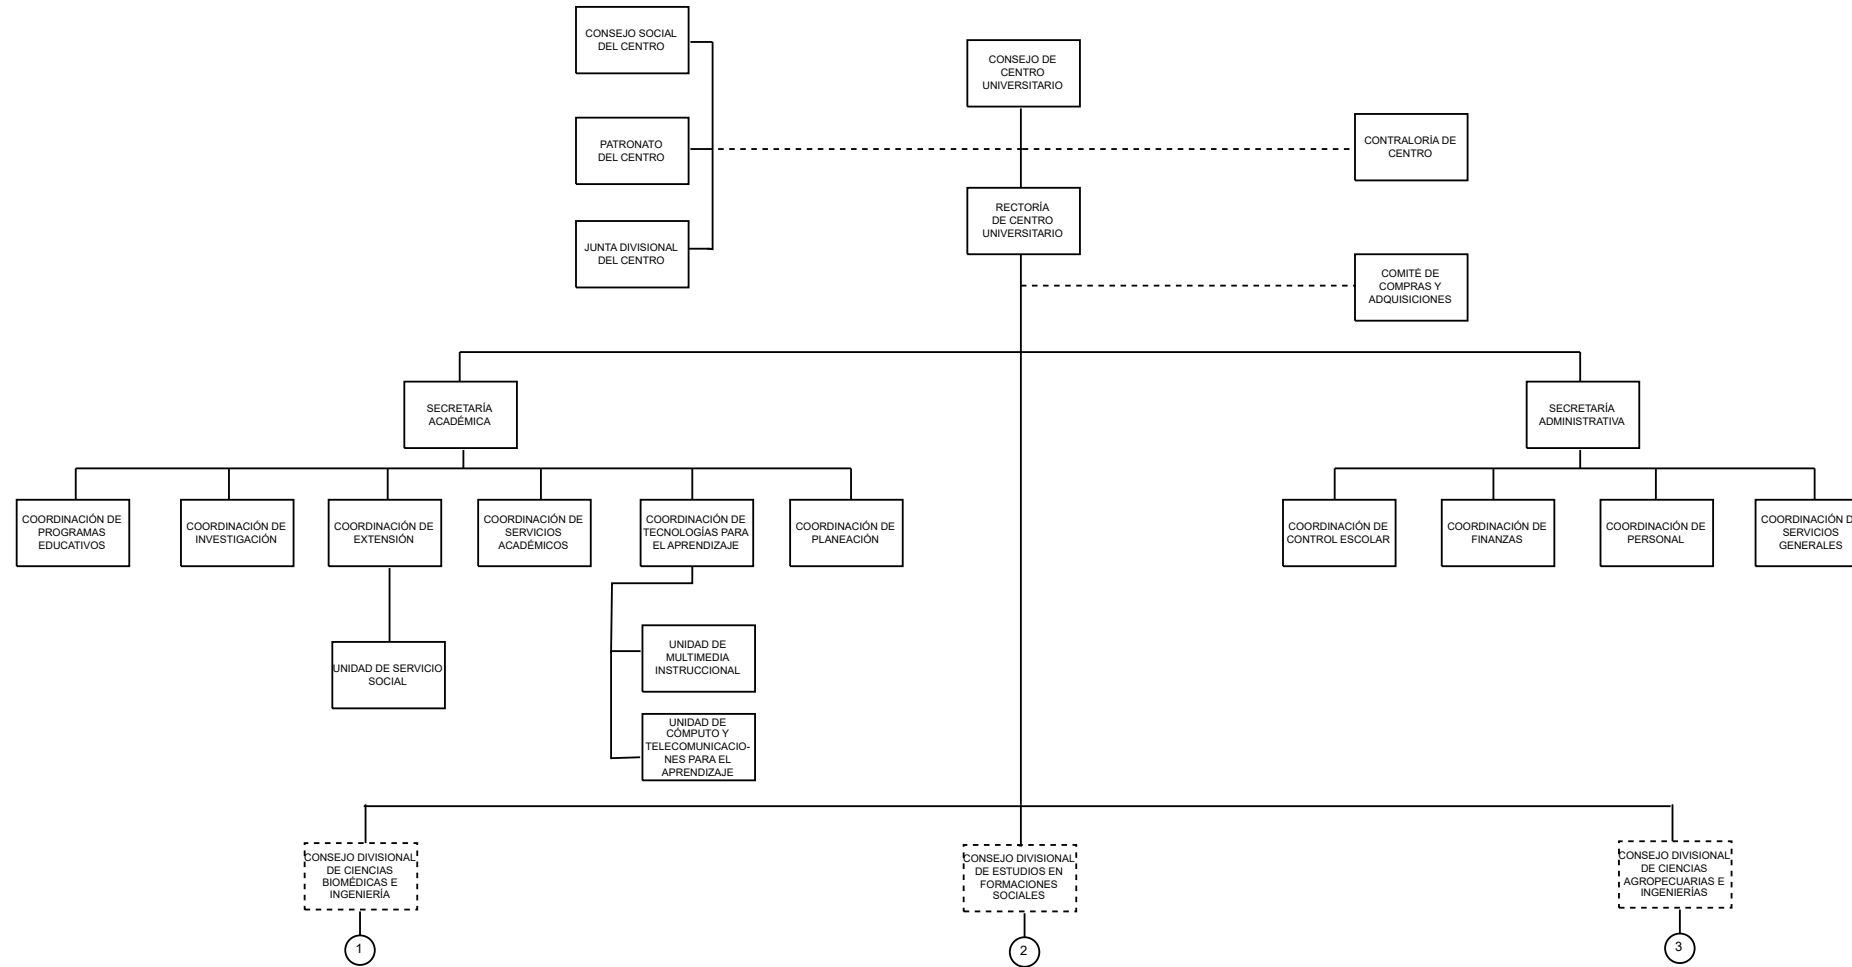 CONSEJO SOCIAL
DEL CENTRO
CONSEJO DE
CENTRO
UNIVERSITARIO
PATRONATO
DEL CENTRO
CONTRALORÍA DE
CENTRO
RECTORÍA
DE CENTRO
UNIVERSITARIO
JUNTA DIVISIONAL
DEL CENTRO
COMITÉ DE
COMPRAS Y
ADQUISICIONES
SECRETARÍA
ACADÉMICA
SECRETARÍA
ADMINISTRATIVA
COORDINACIÓN DE
PROGRAMAS
EDUCATIVOS
COORDINACIÓN DE
INVESTIGACIÓN
COORDINACIÓN DE
EXTENSIÓN
COORDINACIÓN DE
SERVICIOS
ACADÉMICOS
COORDINACIÓN DE
TECNOLOGÍAS PARA
EL APRENDIZAJE
COORDINACIÓN DE
PLANEACIÓN
COORDINACIÓN DE
CONTROL ESCOLAR
COORDINACIÓN DE
FINANZAS
COORDINACIÓN DE
PERSONAL
COORDINACIÓN D
SERVICIOS
GENERALES
UNIDAD DE SERVICIO
SOCIAL
UNIDAD DE
MULTIMEDIA
INSTRUCCIONAL
UNIDAD DE
CÓMPUTO Y
TELECOMUNICACIO-
NES PARA EL
APRENDIZAJE
CONSEJO DIVISIONAL
DE CIENCIAS
BIOMÉDICAS E
INGENIERÍA
CONSEJO DIVISIONAL
DE ESTUDIOS EN
FORMACIONES
SOCIALES
CONSEJO DIVISIONAL
DE CIENCIAS
AGROPECUARIAS E
INGENIERÍAS
1
2
3